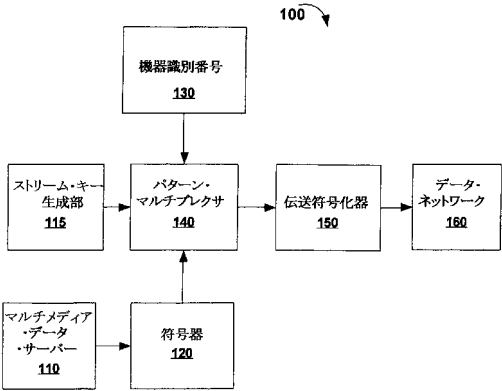 100
機器識別番号
130
ストリーム・キー
生成部
115
パターン・
マルチプレクサ
140
伝送符号化器
150
データ・
ネットワーク
160
マルチメディア
・データ
・サーバー
110
符号器
120